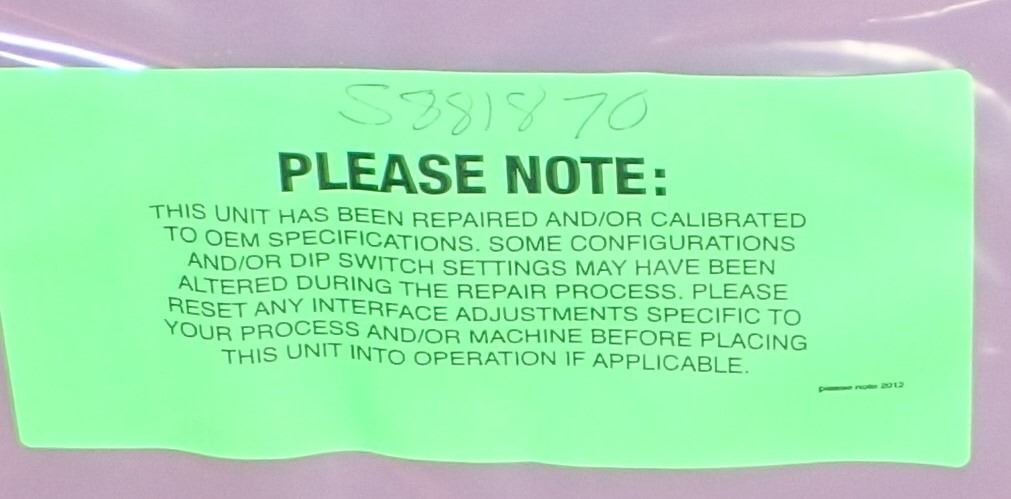 S881870
PLEASE NOTE:
THIS UNIT HAS BEEN REPAIRED AND/OR CALIBRATED
TO OEM SPECIFICATIONS. SOME CONFIGURATIONS
AND/OR DIP SWITCH SETTINGS MAY HAVE BEEN
ALTERED DURING THE REPAIR PROCESS. PLEASE
RESET ANY INTERFACE ADJUSTMENTS SPECIFIC TO
YOUR PROCESS AND/OR MACHINE BEFORE PLACING
THIS UNIT INTO OPERATION IF APPLICABLE.
please note 2012